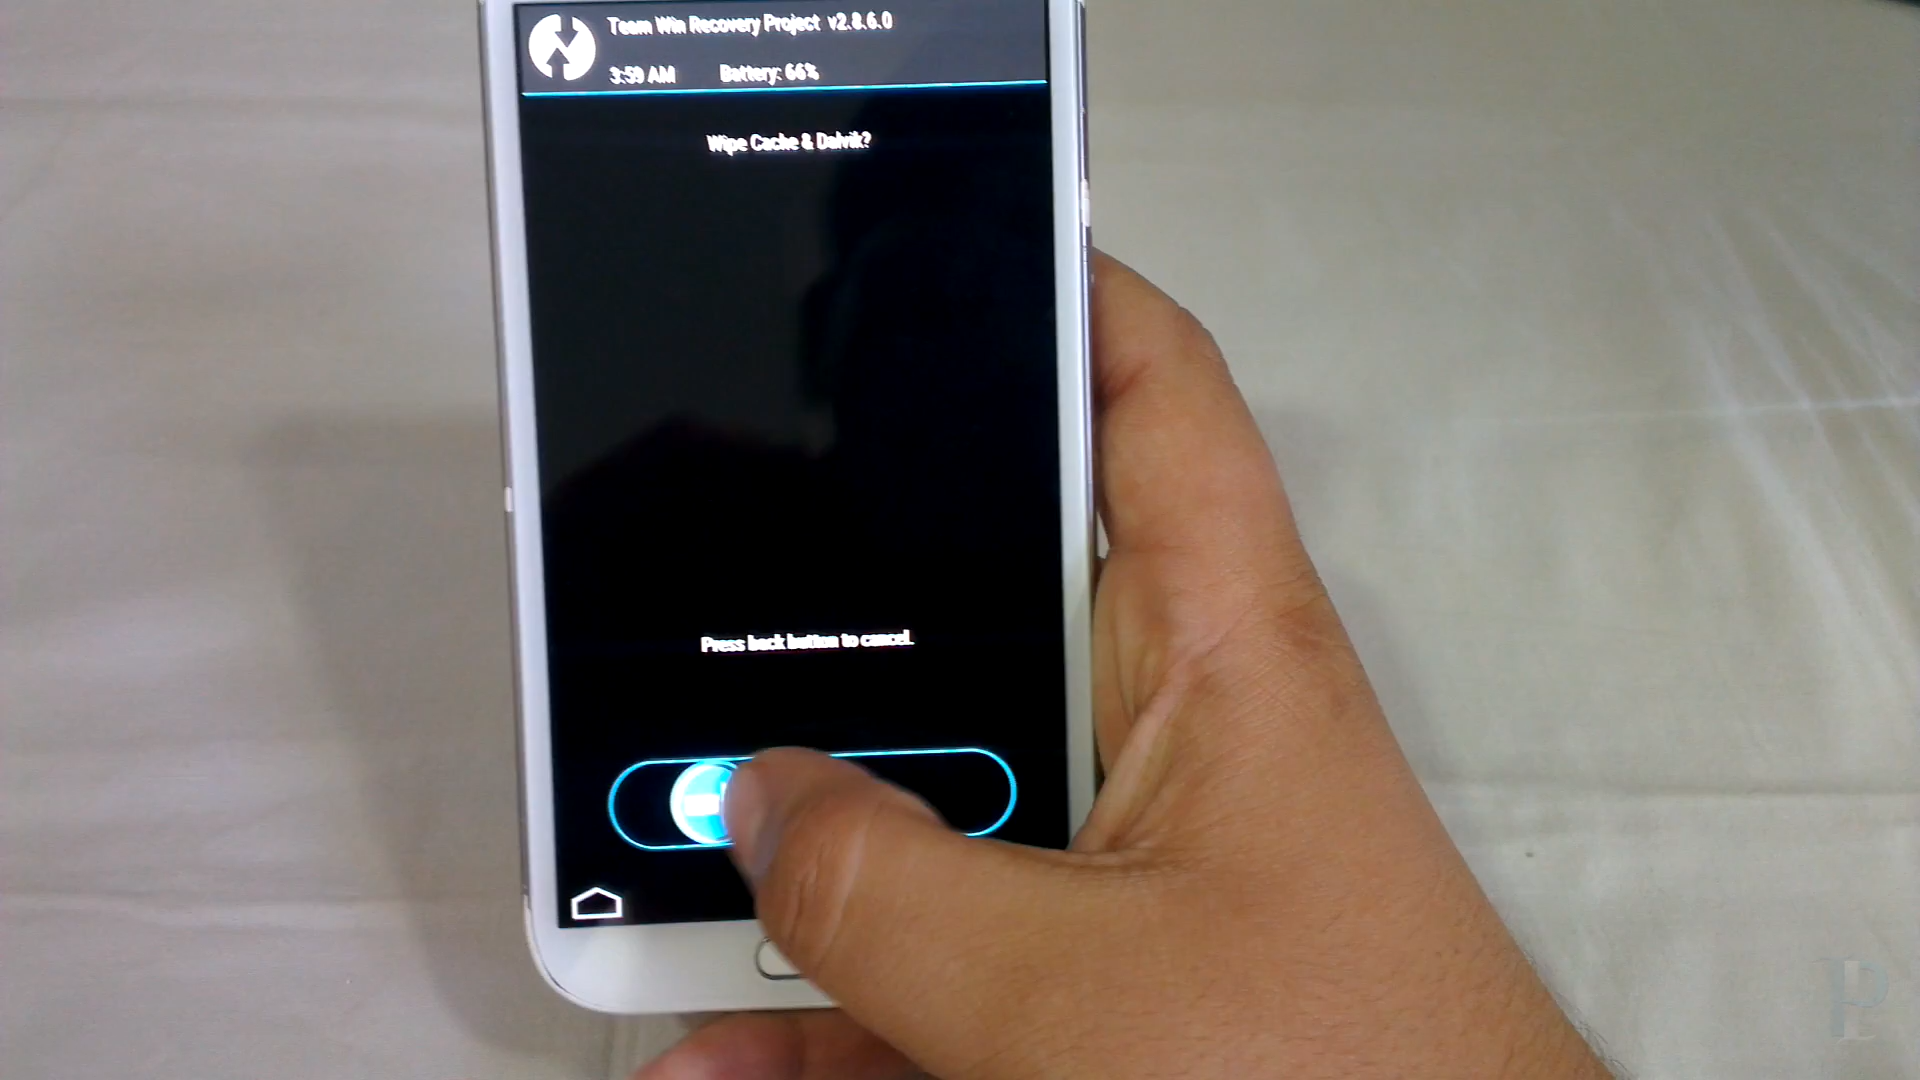 Team Win Recovery Project v2.8.6.0
3:59 AM Battery: 66%
Wipe Cache & Dalvik?
Press back button to cancel.